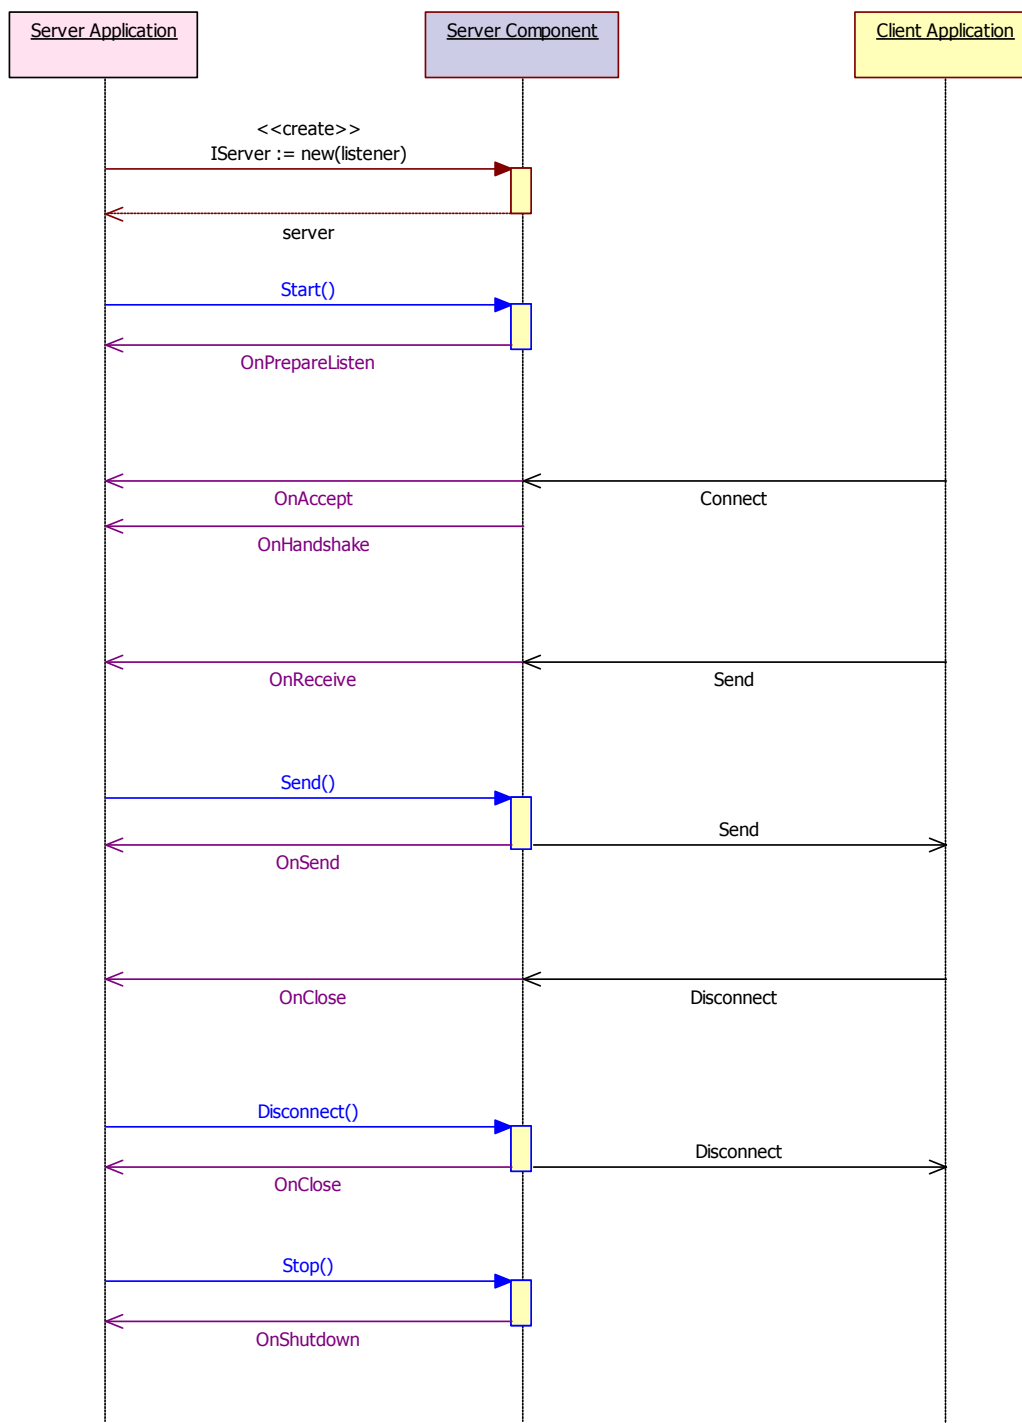 Server Application
Server Component
Client Application
<<create>>
IServer := new(listener)
server
Start()
OnPrepareListen
OnAccept
Connect
OnHandshake
OnReceive
Send
Send()
Send
OnSend
OnClose
Disconnect
Disconnect()
Disconnect
OnClose
Stop()
OnShutdown